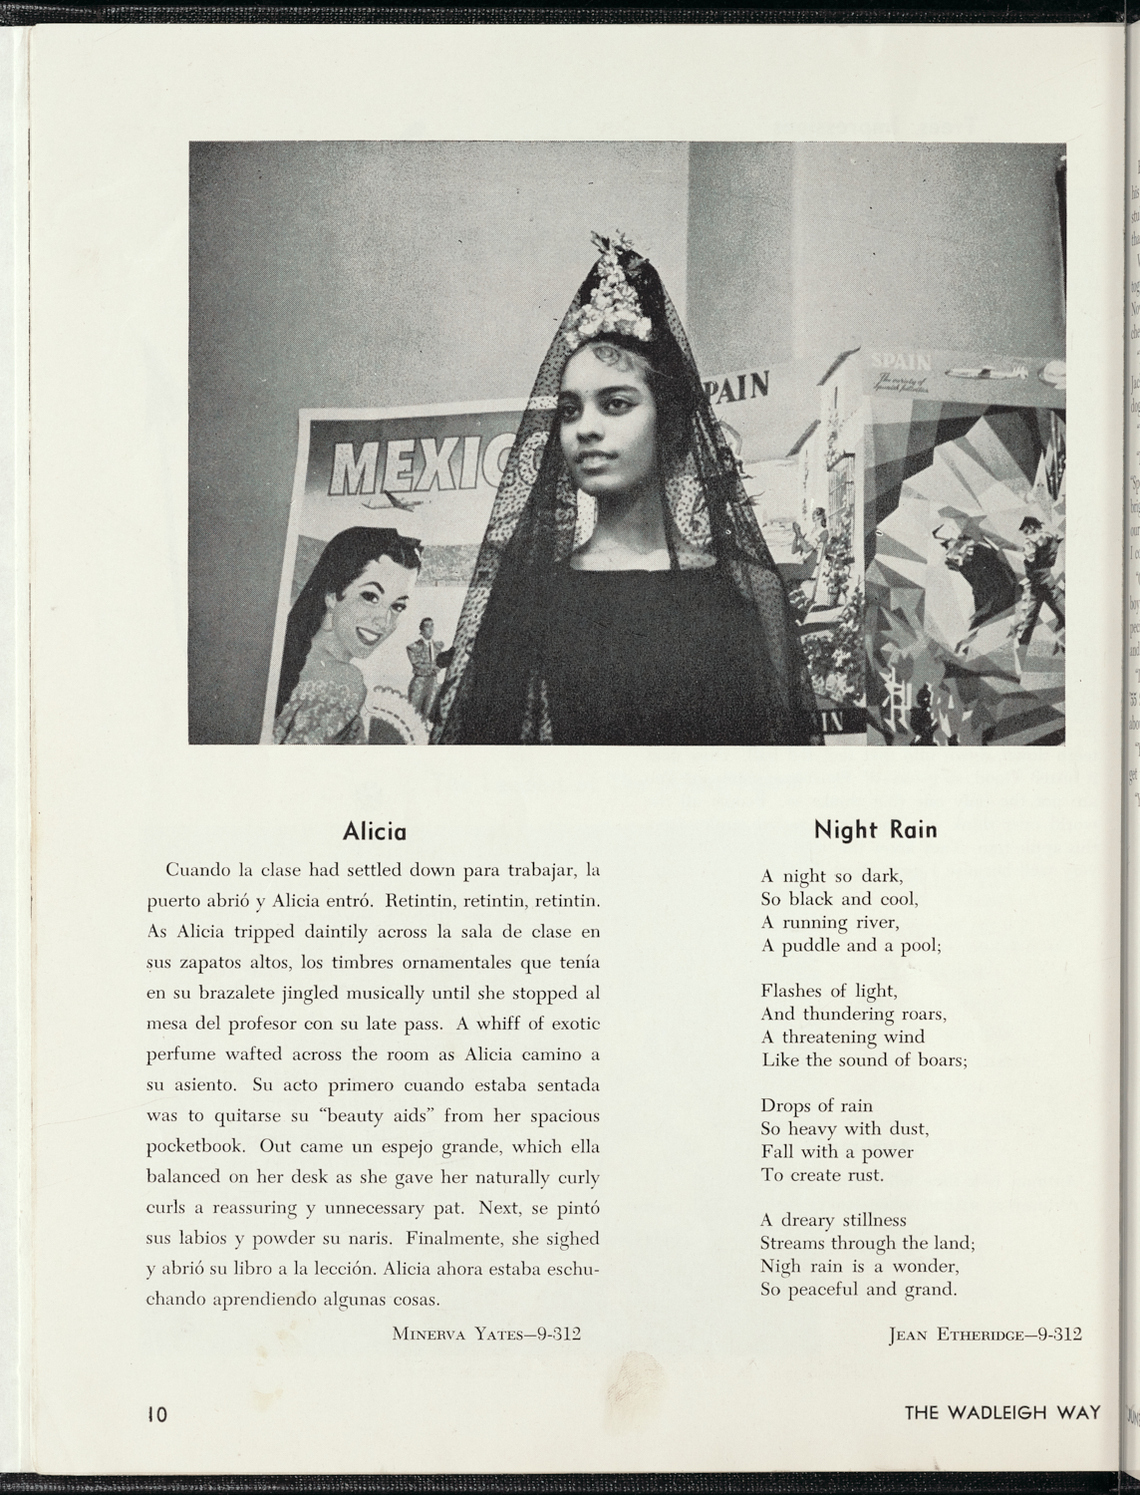 MEXICO
SPAIN
SPAIN
The variety of
Spanish
Alicia
Cuando la clase had settled down para trabajar, la
puerto abrió y Alicia entró. Retintin, retintin, retintin.
As Alicia tripped daintily across la sala de clase en
sus zapatos altos, los timbres ornamentales que tenía
en su brazalete jingled musically until she stopped al
mesa del profesor con su late pass. A whiff of exotic
perfume wafted across the room as Alicia camino a
su asiento. Su acto primero cuando estaba sentada
was to quitarse su “beauty aids” from her spacious
pocketbook. Out came un espejo grande, which ella
balanced on her desk as she gave her naturally curly
curls a reassuring y unnecessary pat. Next, se pintó
sus labios y powder su naris. Finalmente, she sighed
y abrió su libro a la lección. Alicia ahora estaba eschu-
chando aprendiendo algunas cosas.
Minerva Yates—9-312
Night Rain
A night so dark,
So black and cool,
A running river,
A puddle and a pool;
Flashes of light,
And thundering roars,
A threatening wind
Like the sound of boars;
Drops of rain
So heavy with dust,
Fall with a power
To create rust.
A dreary stillness
Streams through the land;
Nigh rain is a wonder,
So peaceful and grand.
Jean Etheridge—9-312
10
THE WADLEIGH WAY